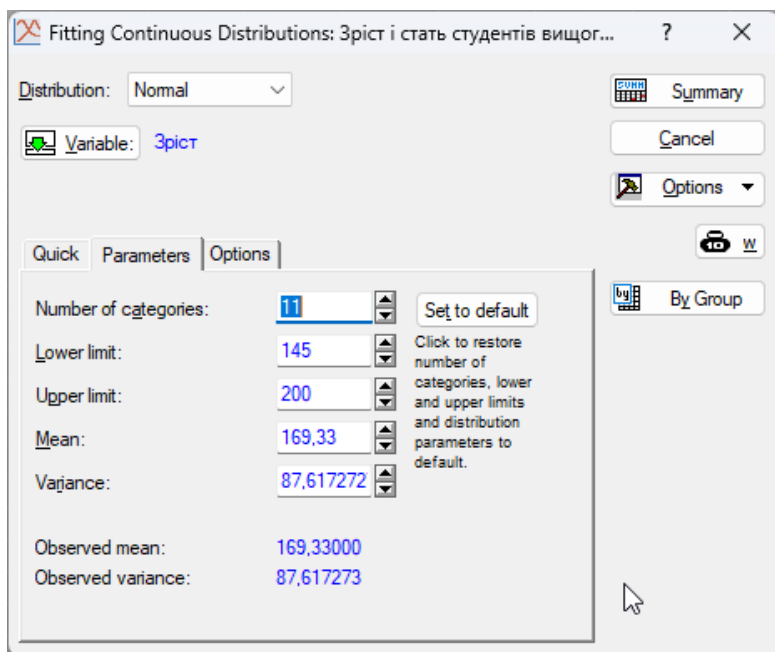 Fitting Continuous Distributions: Зріст і стать студентів вищог... ?
Distribution: Normal
Summary
Variable: Зріст
Cancel
Options
w
By Group
Quick Parameters Options
Number of categories: 11
Set to default
Lower limit: 145
Click to restore
number of
categories, lower
and upper limits
and distribution
parameters to
default.
Upper limit: 200
Mean: 169,33
Variance: 87,617272
Observed mean: 169,33000
Observed variance: 87,617273